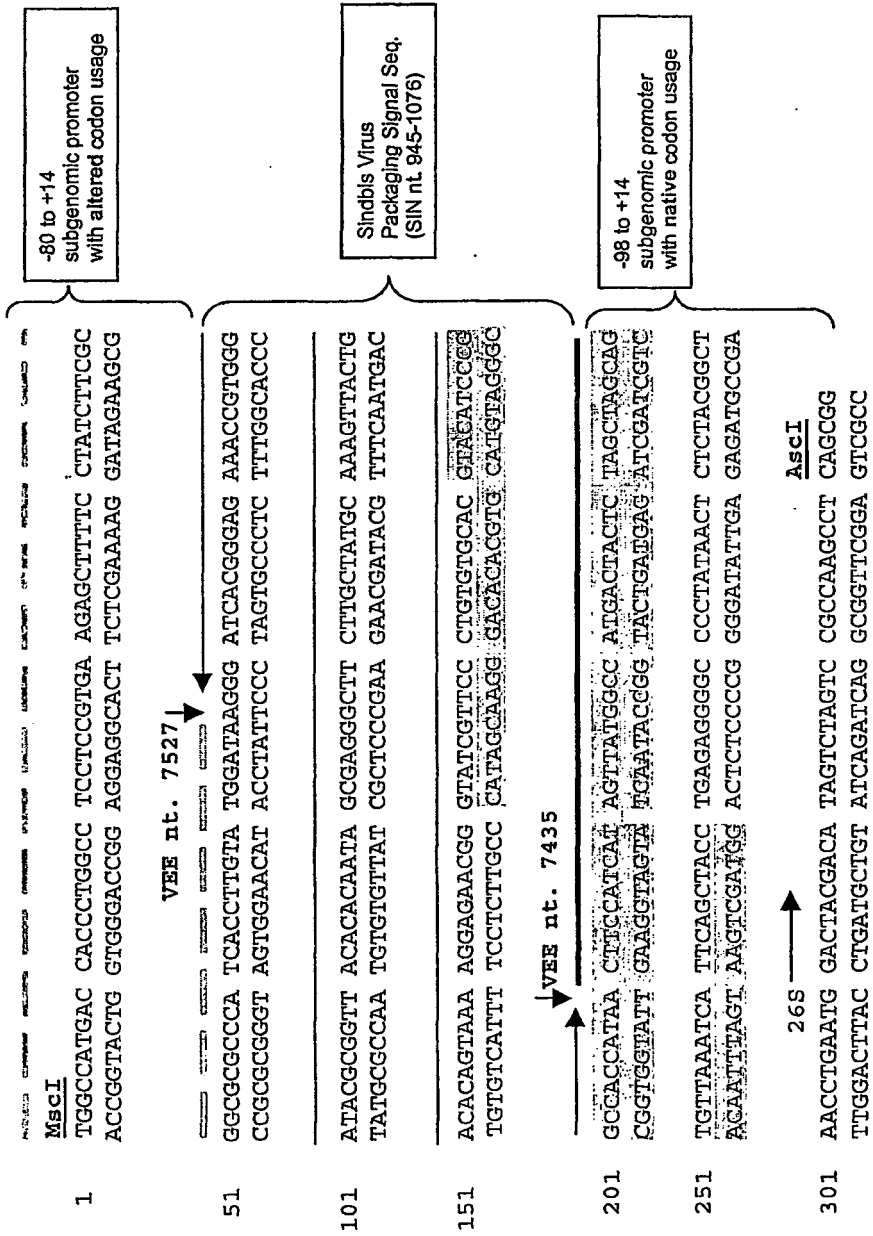 -80 to +14
subgenomic promoter
with altered codon usage
MscI
1 TGGCCATGAC CACCCTGGCC TCCTCCGTGA AGAGCTTTTC CTATCTTCGC
ACCGGTACTG GTGGGACCGG AGGAGGCACT TCTCGAAAAG GATAGAAGCG
VEE nt. 7527
51 GGCGCGCCCA TCACCTTGTA TGGATAAGGG ATCACGGGAG AAACCGTGGG
CCGCGCGGGT AGTGGAACAT ACCTATTCCC TAGTGCCCTC TTTGGCACCC
Sindbis Virus
Packaging Signal Seq.
(SIN nt. 945-1076)
101 ATACGCGGTT ACACACAATA GCGAGGGCTT CTTGCTATGC AAAGTTACTG
TATGCGCCAA TGTGTGTTAT CGCTCCCGAA GAACGATACG TTTCAATGAC
151 ACACAGTAAA AGGAGAACGG GTATCGTTCC CTGTGTGCAC GTACATCCCG
TGTGTCATTT TCCTCTTGCC CATAGCAAGG GACACACGTG CATGTAGGGC
VEE nt. 7435
-98 to +14
subgenomic promoter
with native codon usage
201 GCCACCATAA CTTCCATCAT AGTTATGGCC ATGACTACTC TAGCTAGCAG
CGGTGGTATT GAAGGTAGTA TCAATACCGG TACTGATGAG ATCGATCGTC
251 TGTTAAATCA TTCAGCTACC TGAGAGGGGC CCCTATAACT CTCTACGGCT
ACAATTTAGT AAGTCGATGG ACTCTCCCCG GGGATATTGA GAGATGCCGA
26S
AscI
301 AACCTGAATG GACTACGACA TAGTCTAGTC CGCCAAGCCT CAGCGG
TTGGACTTAC CTGATGCTGT ATCAGATCAG GCGGTTCGGA GTCGCC